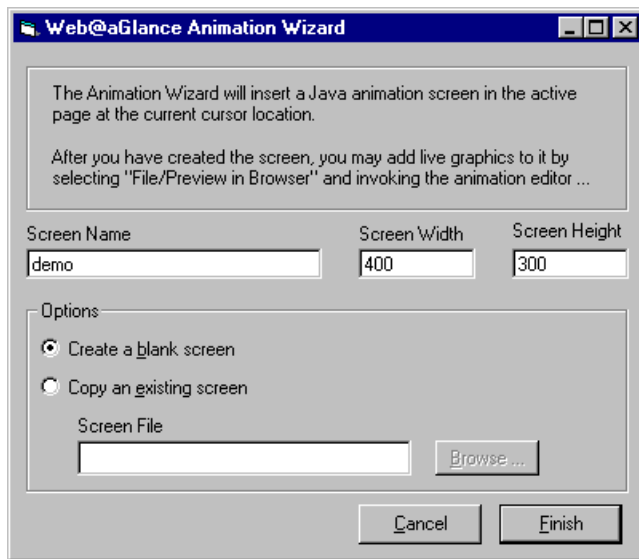 Web@aGlance Animation Wizard
The Animation Wizard will insert a Java animation screen in the active
page at the current cursor location.
After you have created the screen, you may add live graphics to it by
selecting "File/Preview in Browser" and invoking the animation editor ...
Screen Name Screen Width Screen Height
demo 400 300
Options
Create a blank screen
Copy an existing screen
Screen File
Browse ...
Cancel Finish